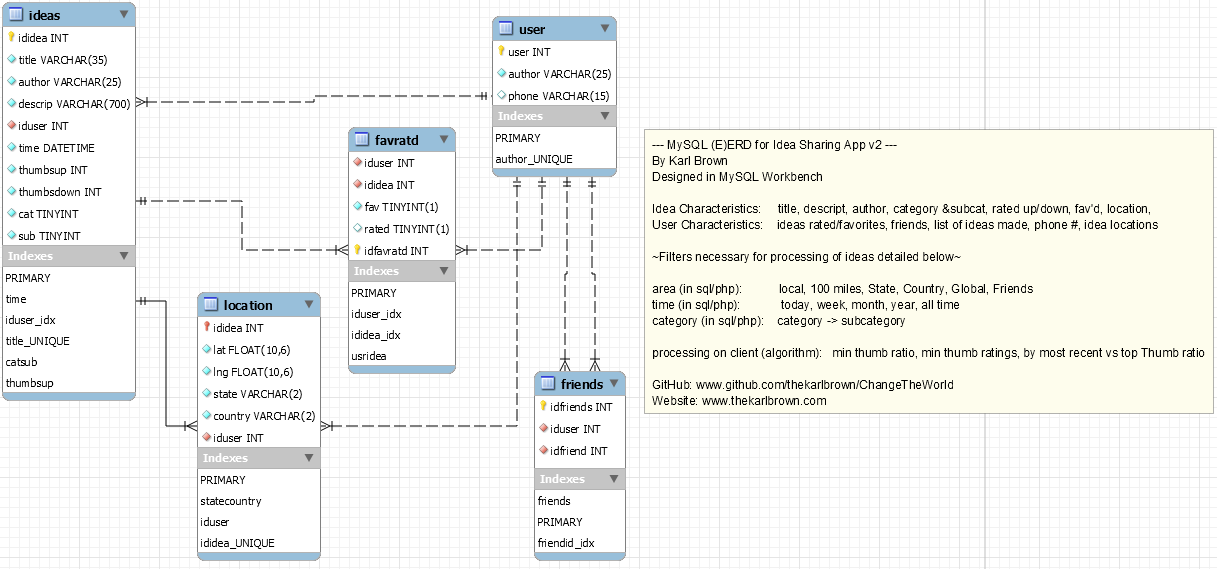 ideas
ididea INT
title VARCHAR(35)
author VARCHAR(25)
descrip VARCHAR(700)
iduser INT
time DATETIME
thumbsup INT
thumbsdown INT
cat TINYINT
sub TINYINT
Indexes
PRIMARY
time
iduser_idx
title_UNIQUE
catsub
thumbsup
user
user INT
author VARCHAR(25)
phone VARCHAR(15)
Indexes
PRIMARY
author_UNIQUE
favratd
iduser INT
ididea INT
fav TINYINT(1)
rated TINYINT(1)
idfavratd INT
Indexes
PRIMARY
iduser_idx
ididea_idx
usridea
location
ididea INT
lat FLOAT(10,6)
lng FLOAT(10,6)
state VARCHAR(2)
country VARCHAR(2)
iduser INT
Indexes
PRIMARY
statecountry
iduser
ididea_UNIQUE
friends
idfriends INT
iduser INT
idfriend INT
Indexes
friends
PRIMARY
friendid_idx
--- MySQL (E)ERD for Idea Sharing App v2 ---
By Karl Brown
Designed in MySQL Workbench
Idea Characteristics: title, descript, author, category &subcat, rated up/down, fav'd, location,
User Characteristics: ideas rated/favorites, friends, list of ideas made, phone #, idea locations
~Filters necessary for processing of ideas detailed below~
area (in sql/php): local, 100 miles, State, Country, Global, Friends
time (in sql/php): today, week, month, year, all time
category (in sql/php): category -> subcategory
processing on client (algorithm): min thumb ratio, min thumb ratings, by most recent vs top Thumb ratio
GitHub: www.github.com/thekarlbrown/ChangeTheWorld
Website: www.thekarlbrown.com